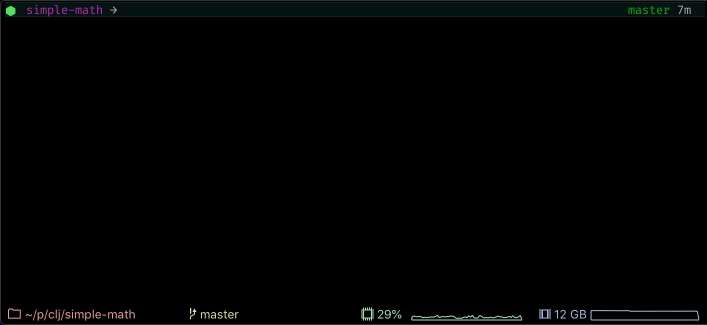 simple-math → master 7m
~/p/clj/simple-math master 29% 12 GB